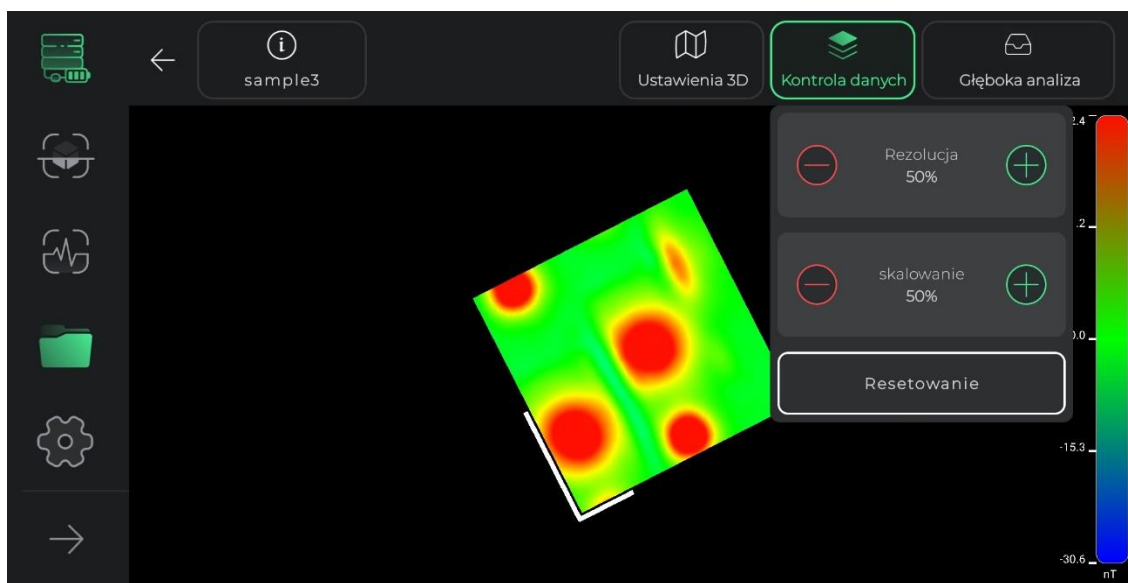 sample3
Ustawienia 3D
Kontrola danych
Głęboka analiza
Rezolucja
50%
skalowanie
50%
Resetowanie
2.4
.2
0.0
-15.3
-30.6
nT